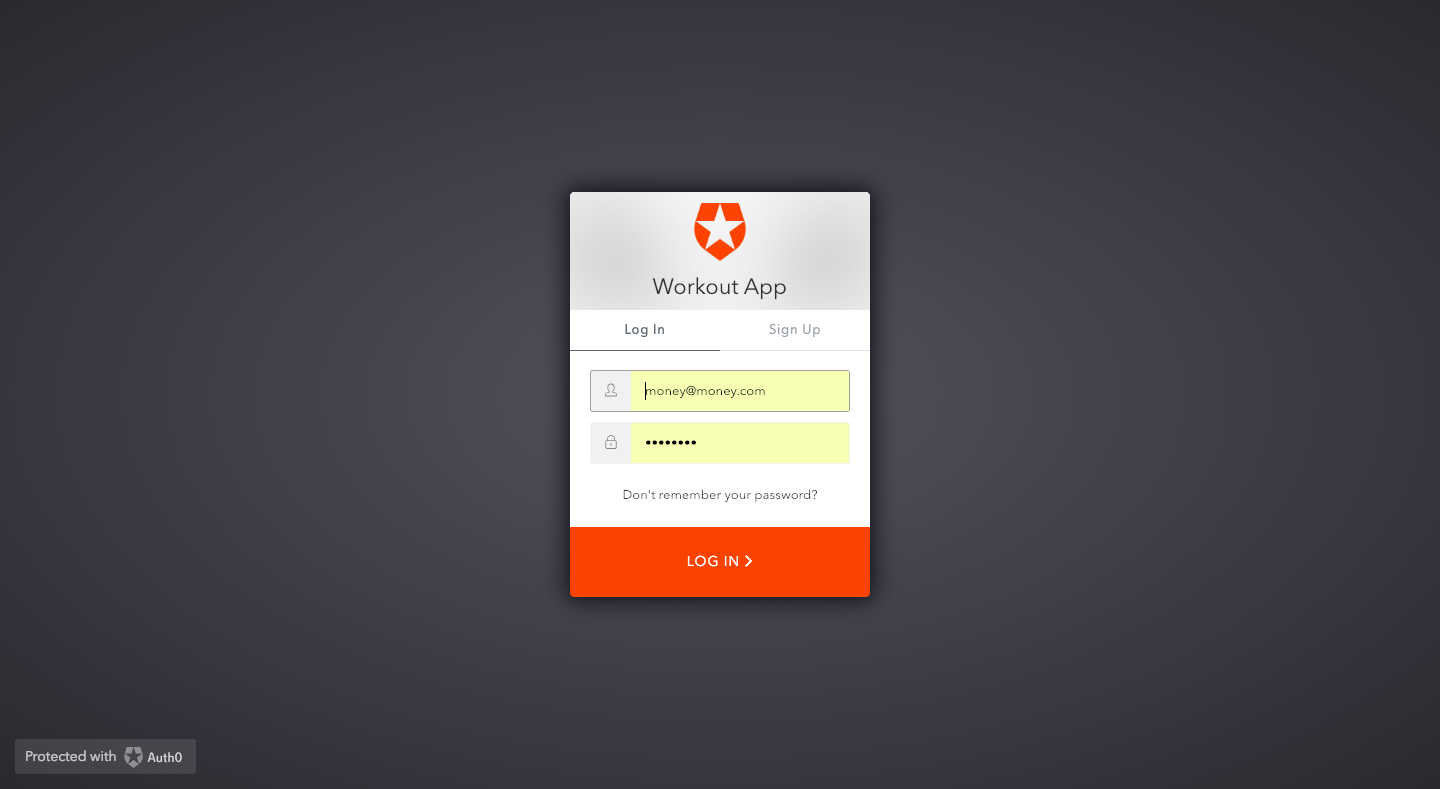 Workout App
Log In
Sign Up
money@money.com
••••••••
Don't remember your password?
LOG IN
Protected with Auth0